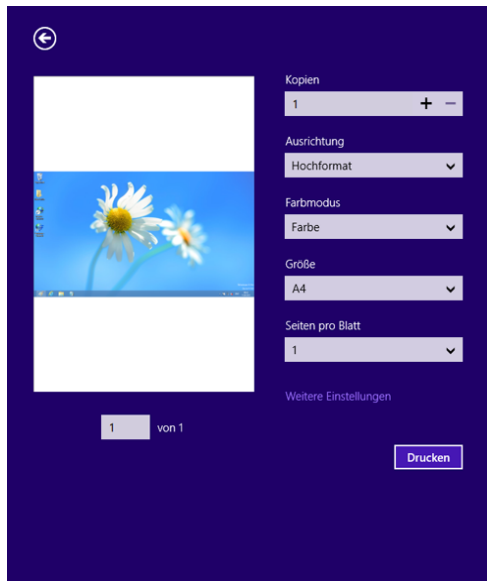 Kopien
1
Ausrichtung
Hochformat
Farbmodus
Farbe
Größe
A4
Seiten pro Blatt
1
Weitere Einstellungen
1 von 1
Drucken